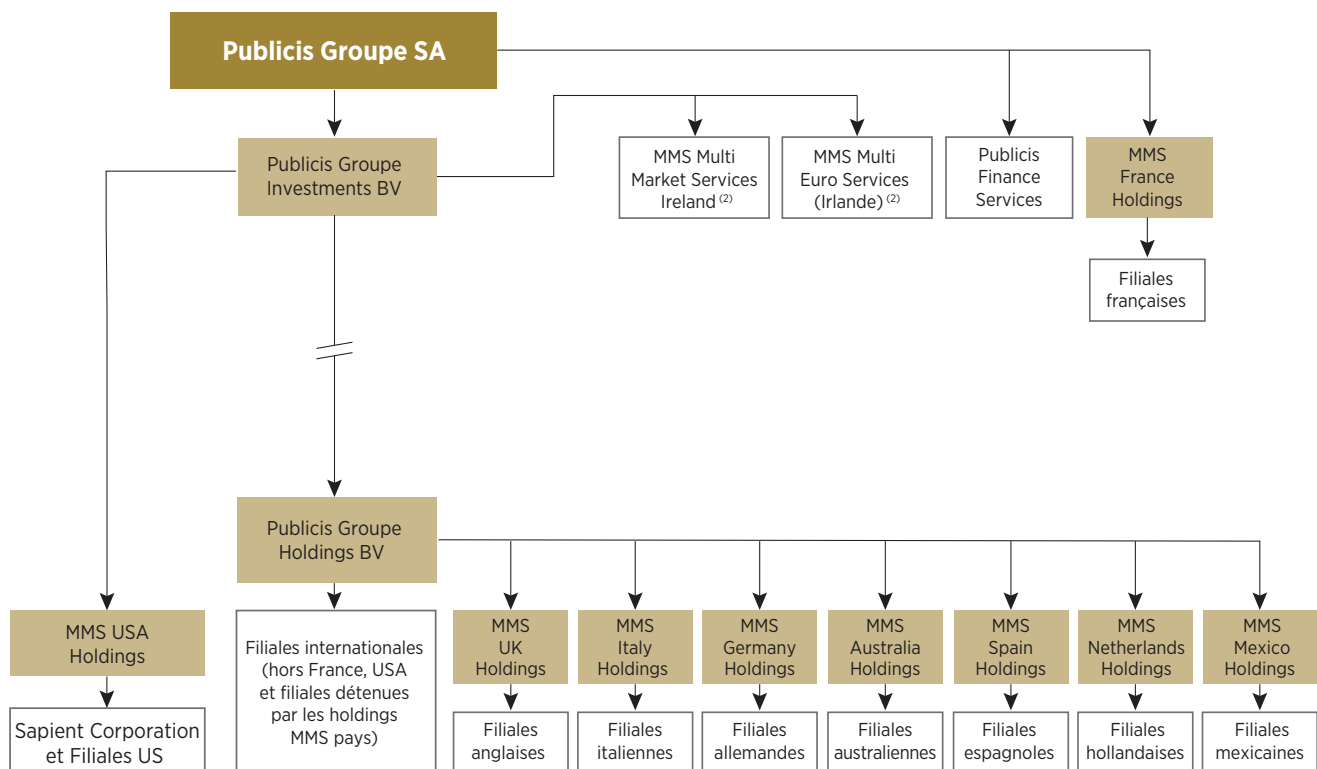 Publicis Groupe SA
Publicis Groupe
Investments BV
MMS Multi
Market Services
Ireland (2)
MMS Multi
Euro Services
(Irlande) (2)
Publicis
Finance
Services
MMS
France
Holdings
Filiales
françaises
Publicis Groupe
Holdings BV
MMS USA
Holdings
Sapient Corporation
et Filiales US
Filiales internationales
(hors France, USA
et filiales détenues
par les holdings
MMS pays)
MMS
UK
Holdings
MMS
Italy
Holdings
MMS
Germany
Holdings
MMS
Australia
Holdings
MMS
Spain
Holdings
MMS
Netherlands
Holdings
MMS
Mexico
Holdings
Filiales
anglaises
Filiales
italiennes
Filiales
allemandes
Filiales
australiennes
Filiales
espagnoles
Filiales
hollandaises
Filiales
mexicaines